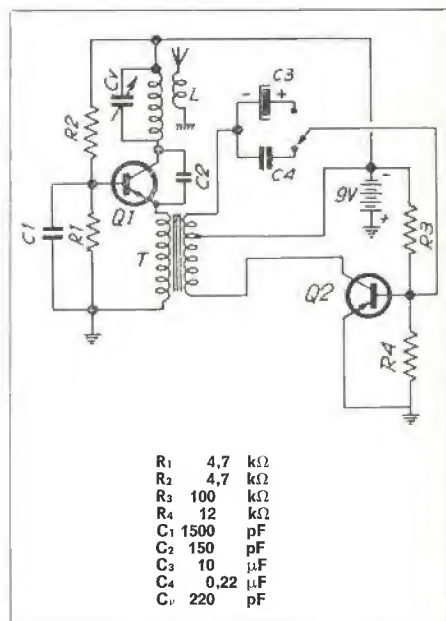 C3
Cv
L
- +
R2
C4
C2
-
9V
+
Q1
R3
C1
R1
T
Q2
R4
R₁ 4,7 kΩ
R₂ 4,7 kΩ
R₃ 100 kΩ
R₄ 12 kΩ
C₁ 1500 pF
C₂ 150 pF
C₃ 10 µF
C₄ 0,22 µF
Cᵥ 220 pF